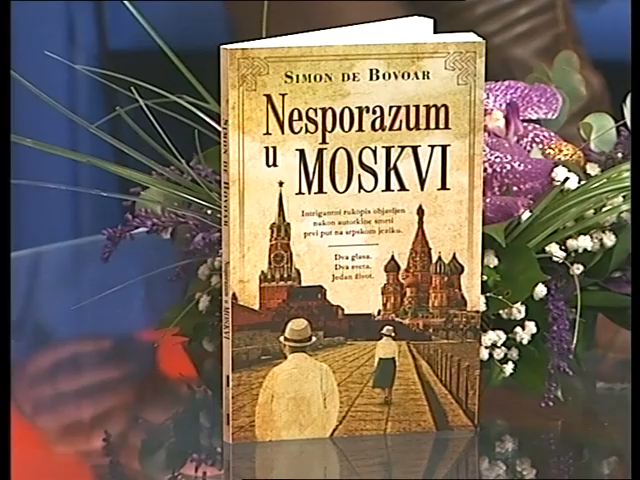 SIMON DE BOVOAR
Nesporazum
u MOSKVI
Intrigantni rukopis objavljen
nakon autorkine smrti
prvi put na srpskom jeziku.
Dva glasa.
Dva sveta.
Jedan život.
SIMON DE BOVOAR
MOSKVI